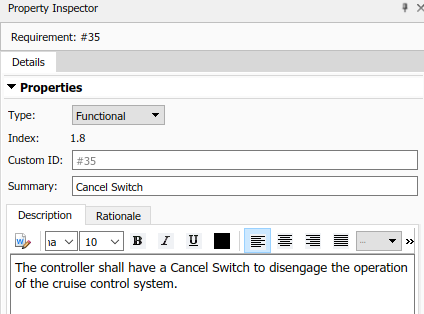 Property Inspector
Requirement: #35
Details
Properties
Type: Functional
Index: 1.8
Custom ID: #35
Summary: Cancel Switch
Description Rationale
10 B I U
The controller shall have a Cancel Switch to disengage the operation
of the cruise control system.